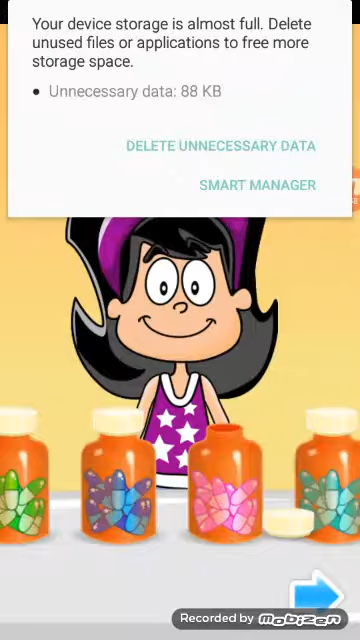 Your device storage is almost full. Delete
unused files or applications to free more
storage space.
• Unnecessary data: 88 KB
DELETE UNNECESSARY DATA
SMART MANAGER
Recorded by mobizen